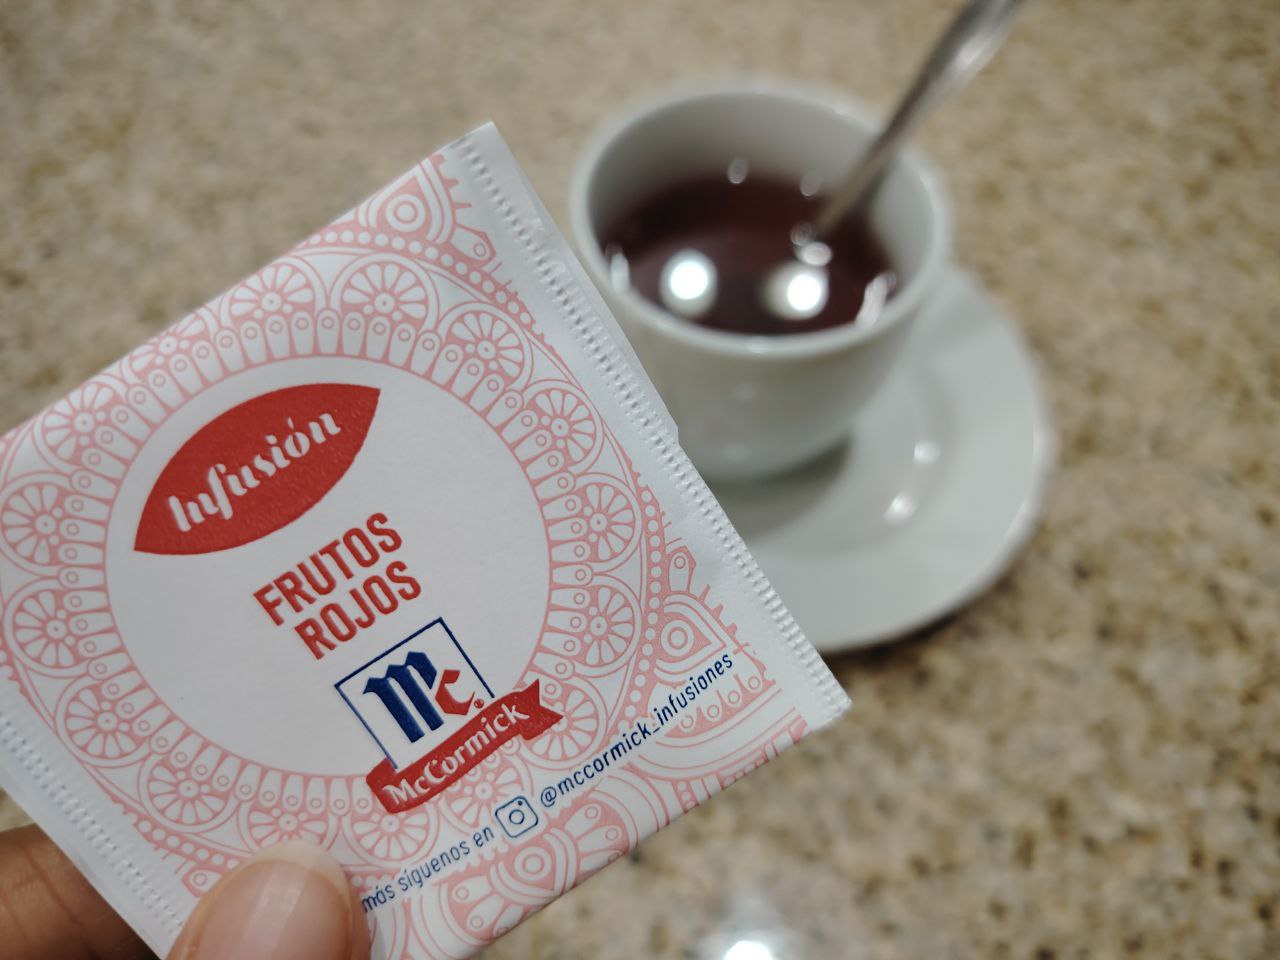 Infusión
FRUTOS
ROJOS
Mc®
McCormick
más síguenos en @mccormick_infusiones